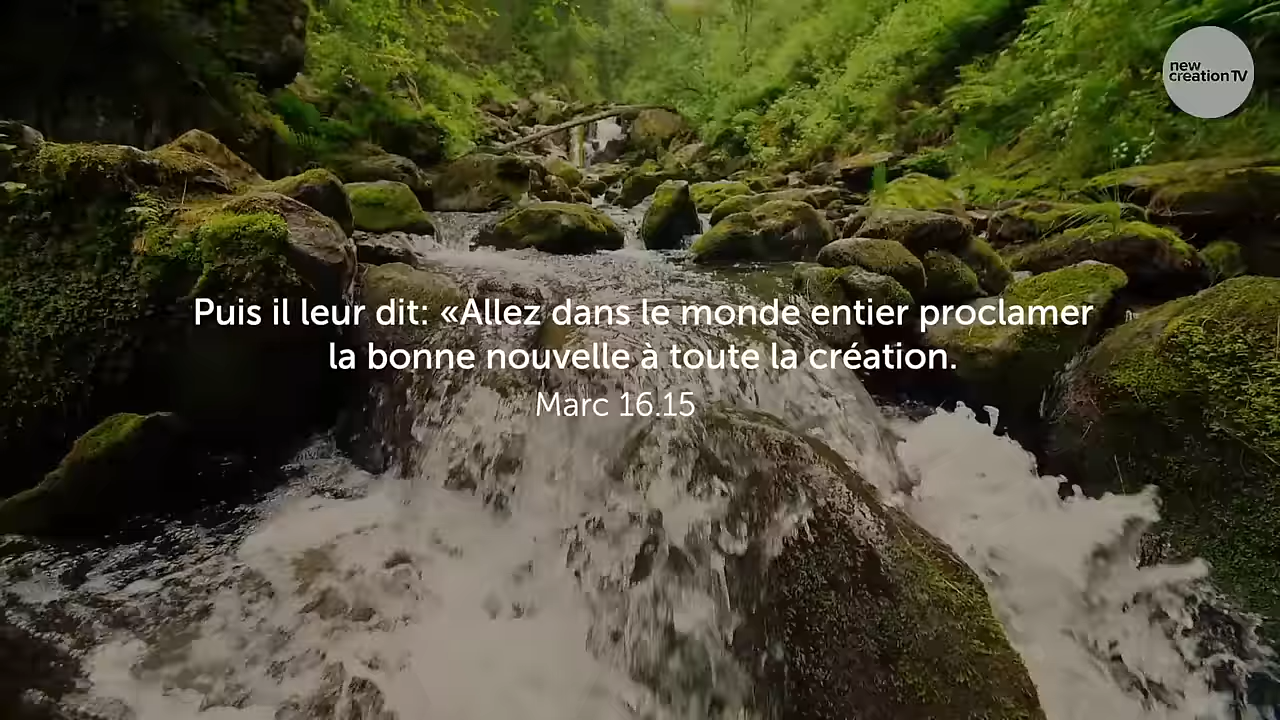 new
creation TV
Puis il leur dit: «Allez dans le monde entier proclamer
la bonne nouvelle à toute la création.
Marc 16.15